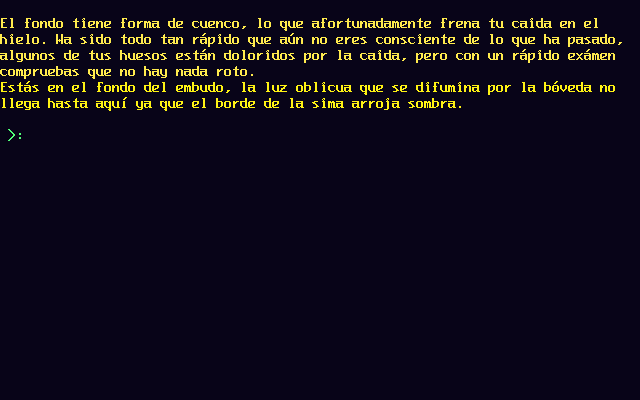 El fondo tiene forma de cuenco, lo que afortunadamente frena tu caida en el
hielo. Ha sido todo tan rápido que aún no eres consciente de lo que ha pasado,
algunos de tus huesos están doloridos por la caida, pero con un rápido exámen
compruebas que no hay nada roto.
Estás en el fondo del embudo, la luz oblicua que se difumina por la bóveda no
llega hasta aquí ya que el borde de la sima arroja sombra.
>: